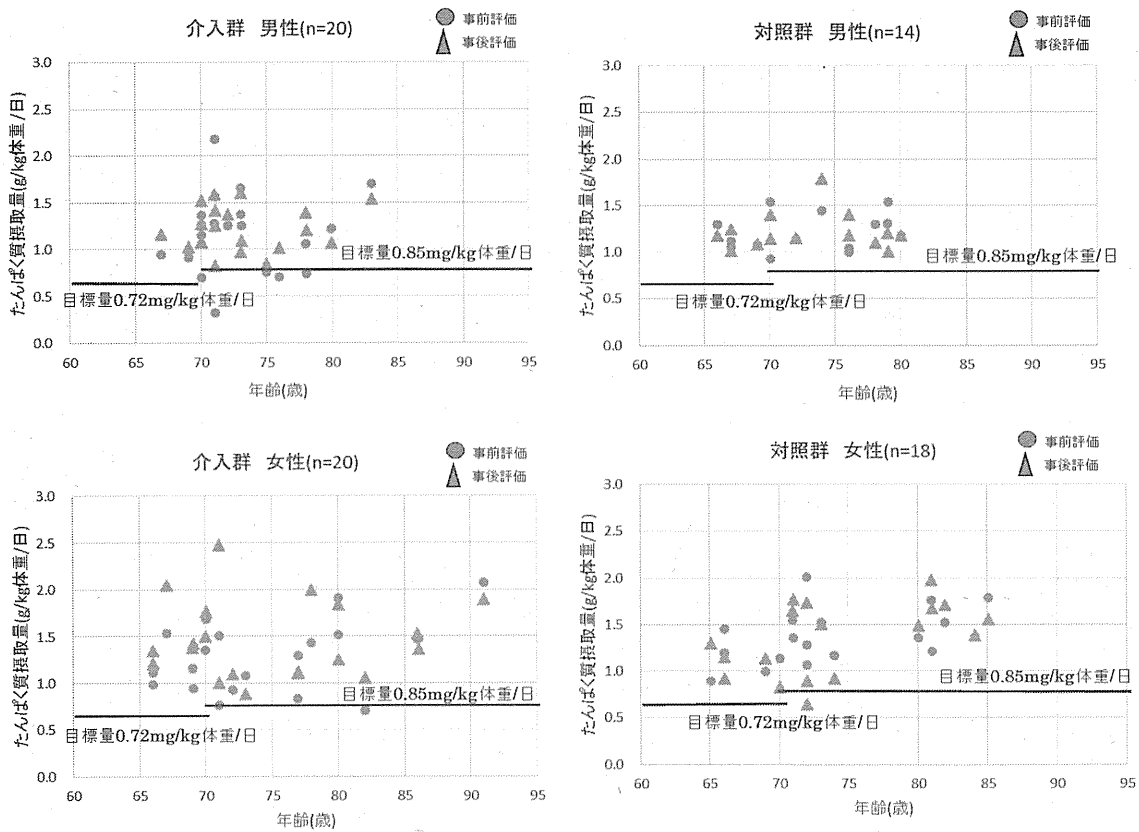 介入群　男性(n=20)
事前評価
事後評価
たんぱく質摂取量(g/kg体重/日)
3.0
2.5
2.0
1.5
1.0
0.5
0.0
目標量0.85mg/kg体重/日
目標量0.72mg/kg体重/日
60 65 70 75 80 85 90 95
年齢(歳)
対照群　男性(n=14)
事前評価
事後評価
たんぱく質摂取量(g/kg体重/日)
3.0
2.5
2.0
1.5
1.0
0.5
0.0
目標量0.85mg/kg体重/日
目標量0.72mg/kg体重/日
60 65 70 75 80 85 90 95
年齢(歳)
介入群　女性(n=20)
事前評価
事後評価
たんぱく質摂取量(g/kg体重/日)
3.0
2.5
2.0
1.5
1.0
0.5
0.0
目標量0.85mg/kg体重/日
目標量0.72mg/kg体重/日
60 65 70 75 80 85 90 95
年齢(歳)
対照群　女性(n=18)
事前評価
事後評価
たんぱく質摂取量(g/kg体重/日)
3.0
2.5
2.0
1.5
1.0
0.5
0.0
目標量0.85mg/kg体重/日
目標量0.72mg/kg体重/日
60 65 70 75 80 85 90 95
年齢(歳)